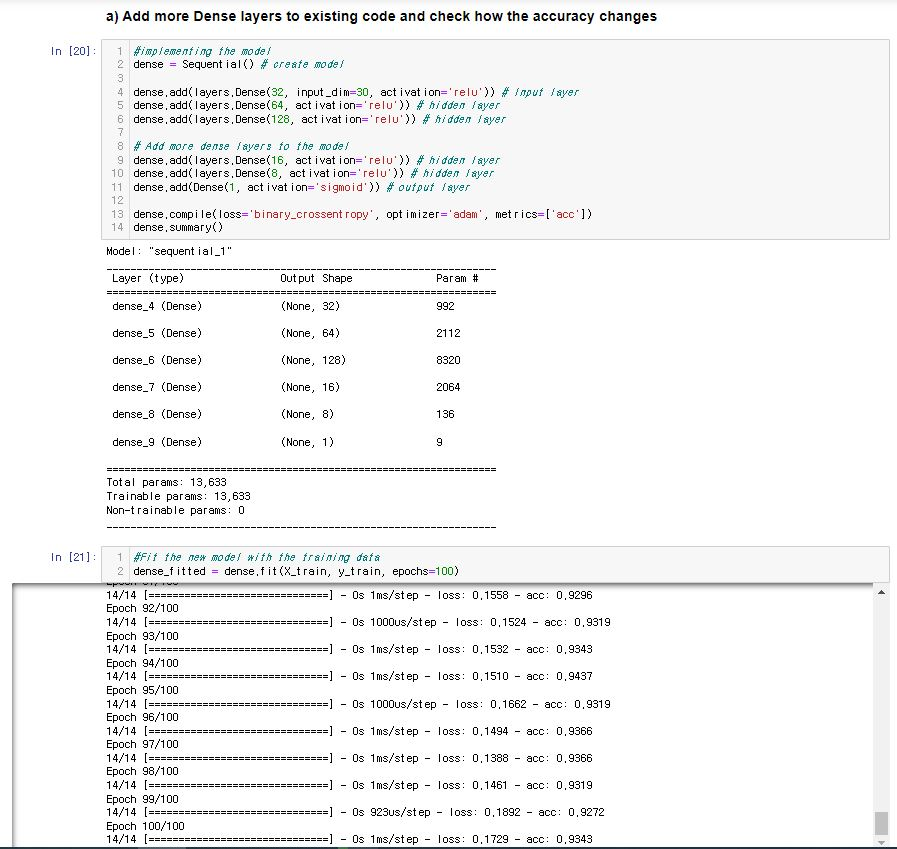 a) Add more Dense layers to existing code and check how the accuracy changes
In [20]:
1 #implementing the model
2 dense = Sequential() # create model
3
4 dense.add(layers.Dense(32, input_dim=30, activation='relu')) # Input layer
5 dense.add(layers.Dense(64, activation='relu')) # hidden layer
6 dense.add(layers.Dense(128, activation='relu')) # hidden layer
7
8 # Add more dense layers to the model
9 dense.add(layers.Dense(16, activation='relu')) # hidden layer
10 dense.add(layers.Dense(8, activation='relu')) # hidden layer
11 dense.add(Dense(1, activation='sigmoid')) # output layer
12
13 dense.compile(loss='binary_crossentropy', optimizer='adam', metrics=['acc'])
14 dense.summary()
Model: "sequential_1"
_________________________________________________________________
Layer (type) Output Shape Param #
=================================================================
dense_4 (Dense) (None, 32) 992
dense_5 (Dense) (None, 64) 2112
dense_6 (Dense) (None, 128) 8320
dense_7 (Dense) (None, 16) 2064
dense_8 (Dense) (None, 8) 136
dense_9 (Dense) (None, 1) 9
=================================================================
Total params: 13,633
Trainable params: 13,633
Non-trainable params: 0
_________________________________________________________________
In [21]:
1 #Fit the new model with the training data
2 dense_fitted = dense.fit(X_train, y_train, epochs=100)
14/14 [==============================] - 0s 1ms/step - loss: 0.1558 - acc: 0.9296
Epoch 92/100
14/14 [==============================] - 0s 1000us/step - loss: 0.1524 - acc: 0.9319
Epoch 93/100
14/14 [==============================] - 0s 1ms/step - loss: 0.1532 - acc: 0.9343
Epoch 94/100
14/14 [==============================] - 0s 1ms/step - loss: 0.1510 - acc: 0.9437
Epoch 95/100
14/14 [==============================] - 0s 1000us/step - loss: 0.1662 - acc: 0.9319
Epoch 96/100
14/14 [==============================] - 0s 1ms/step - loss: 0.1494 - acc: 0.9366
Epoch 97/100
14/14 [==============================] - 0s 1ms/step - loss: 0.1388 - acc: 0.9366
Epoch 98/100
14/14 [==============================] - 0s 1ms/step - loss: 0.1461 - acc: 0.9319
Epoch 99/100
14/14 [==============================] - 0s 923us/step - loss: 0.1892 - acc: 0.9272
Epoch 100/100
14/14 [==============================] - 0s 1ms/step - loss: 0.1729 - acc: 0.9343